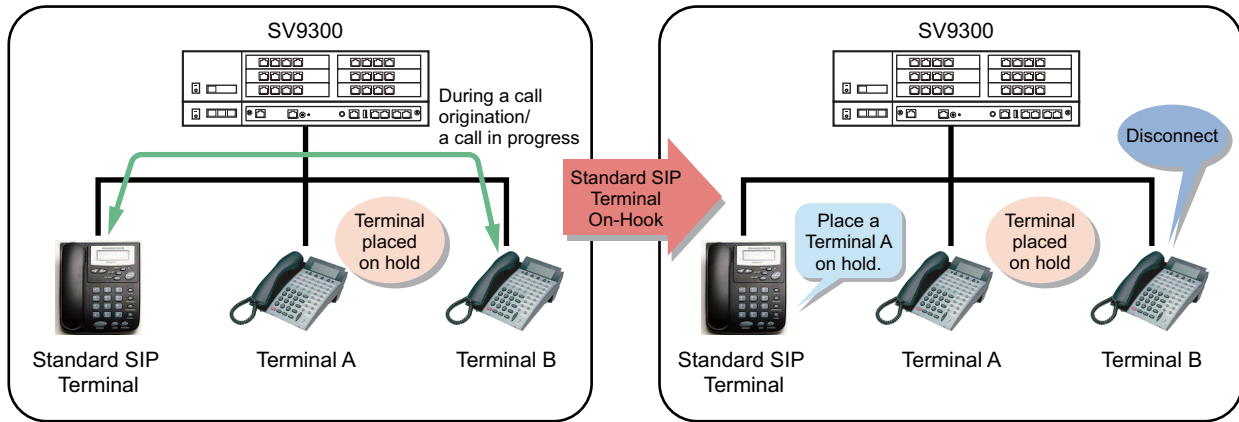 SV9300
During a call
origination/
a call in progress
Terminal
placed
on hold
Standard SIP
Terminal
Terminal A
Terminal B
Standard SIP
Terminal
On-Hook
SV9300
Disconnect
Place a
Terminal A
on hold.
Terminal
placed
on hold
Standard SIP
Terminal
Terminal A
Terminal B